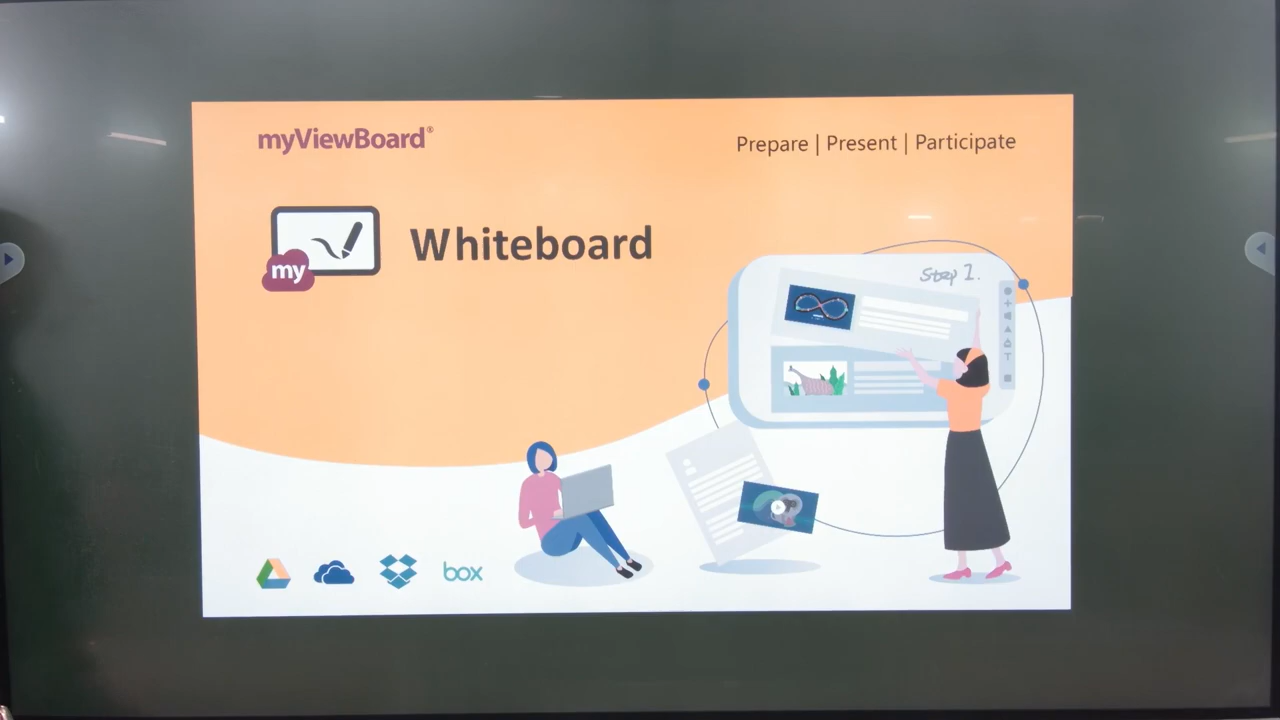 myViewBoard®
Prepare | Present | Participate
my
Whiteboard
Step 1.
box